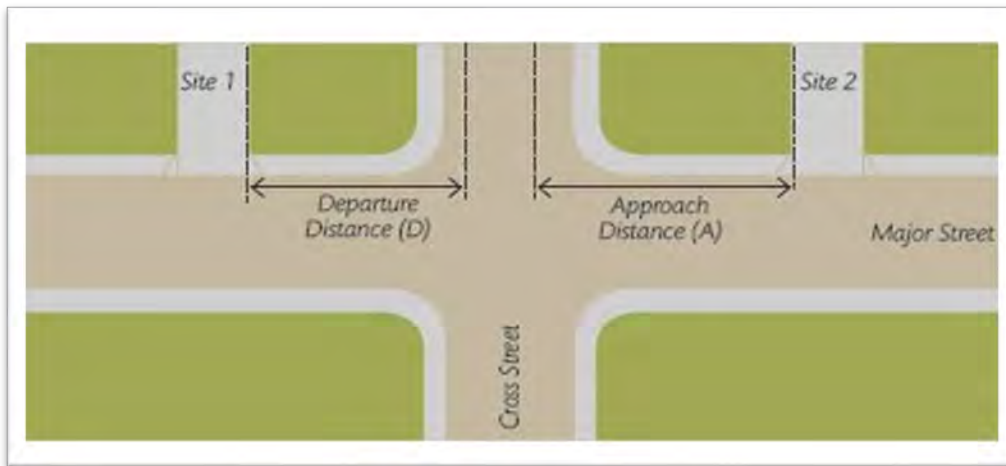 Site 1
Site 2
Departure
Distance (D)
Approach
Distance (A)
Major Street
Cross Street